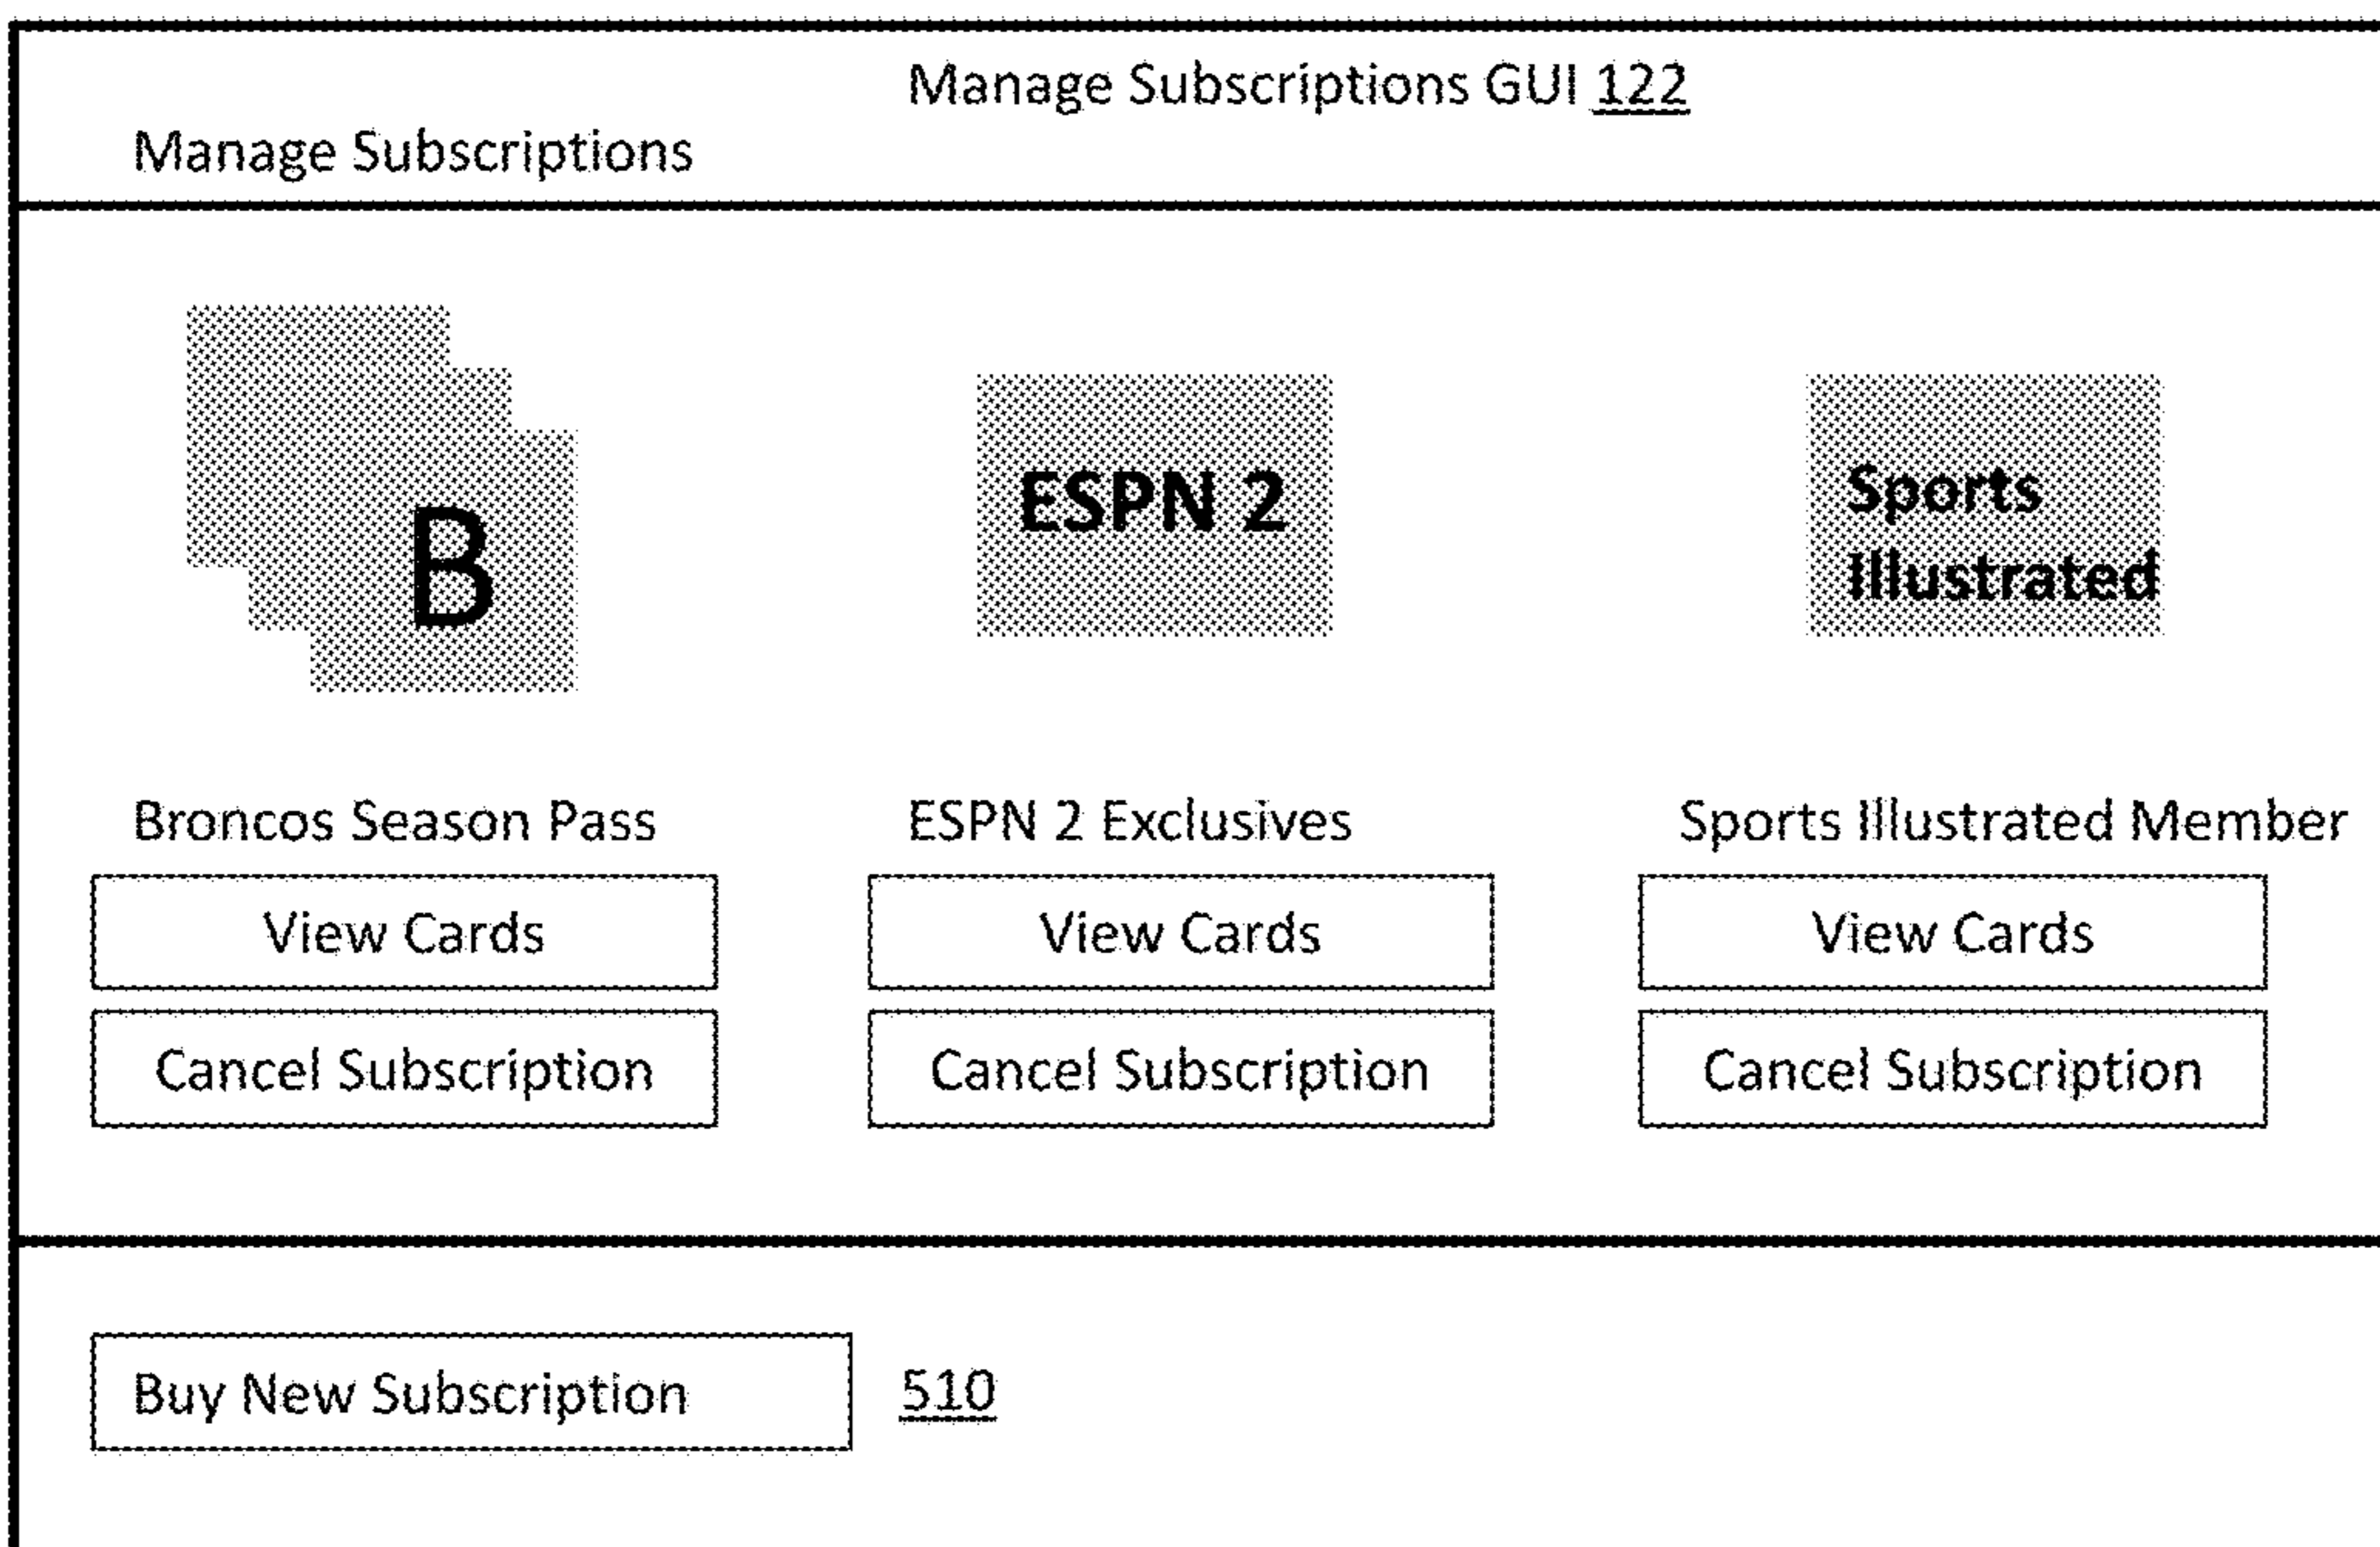 Manage Subscriptions GUI 122
Manage Subscriptions
B
ESPN 2
Sports
Illustrated
Broncos Season Pass
ESPN 2 Exclusives
Sports Illustrated Member
View Cards
View Cards
View Cards
Cancel Subscription
Cancel Subscription
Cancel Subscription
Buy New Subscription
510